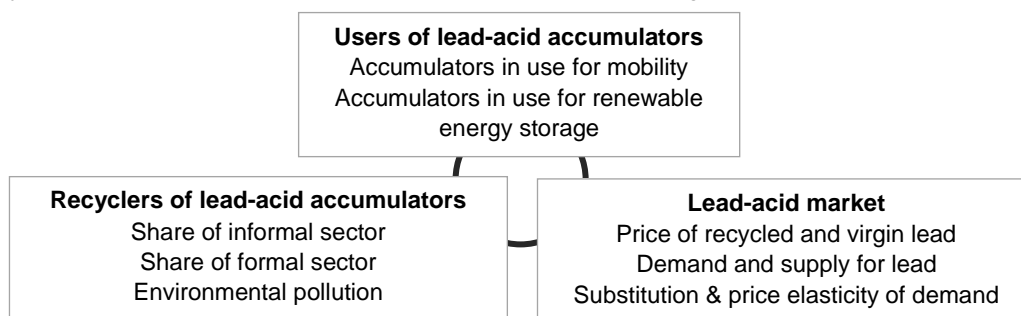 Users of lead-acid accumulators
Accumulators in use for mobility
Accumulators in use for renewable
energy storage
Recyclers of lead-acid accumulators
Share of informal sector
Share of formal sector
Environmental pollution
Lead-acid market
Price of recycled and virgin lead
Demand and supply for lead
Substitution & price elasticity of demand